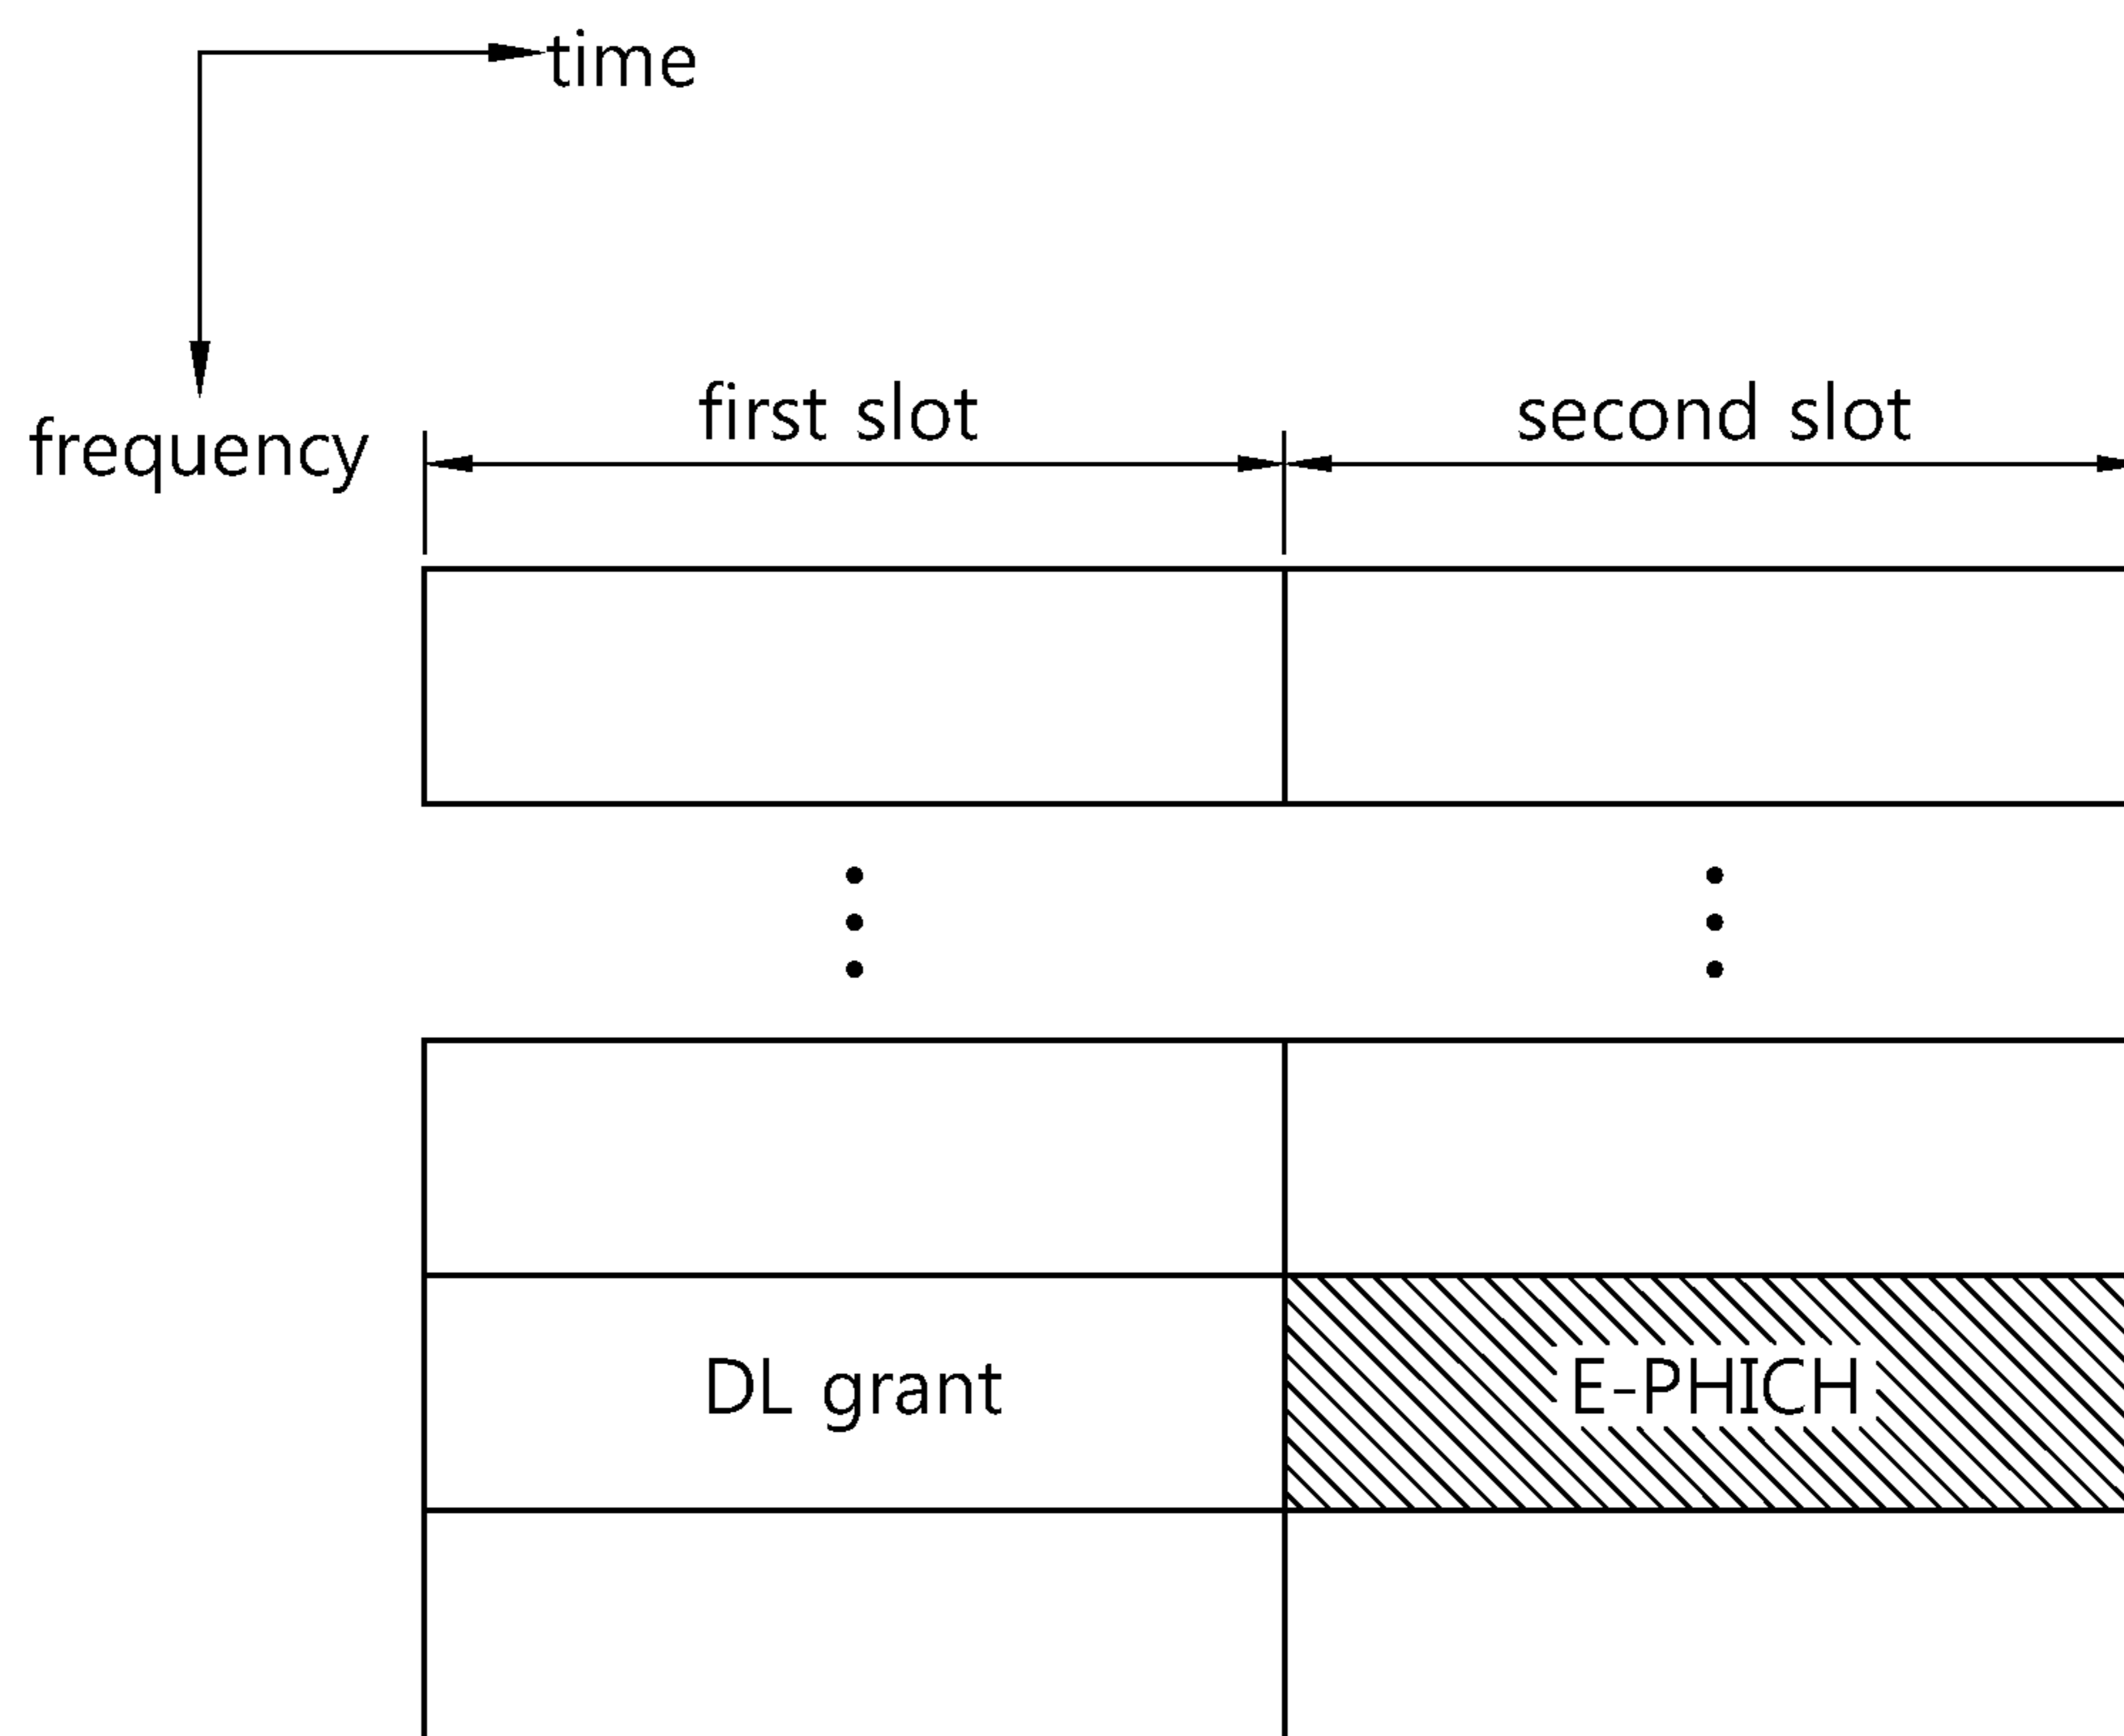 time
frequency
first slot
second slot
DL grant
E-PHICH